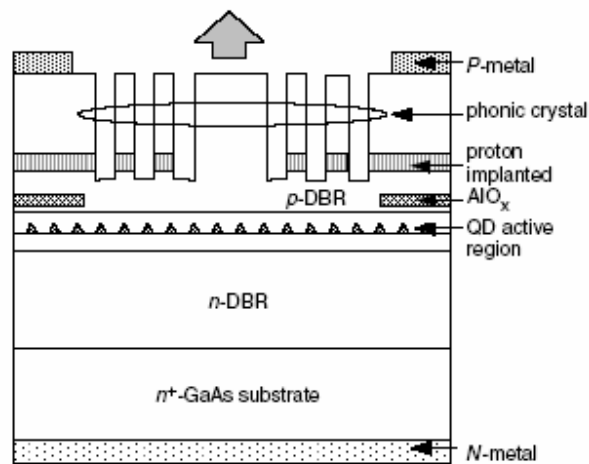 P-metal
phonic crystal
proton
implanted
p-DBR
AlOx
QD active
region
n-DBR
n+-GaAs substrate
N-metal